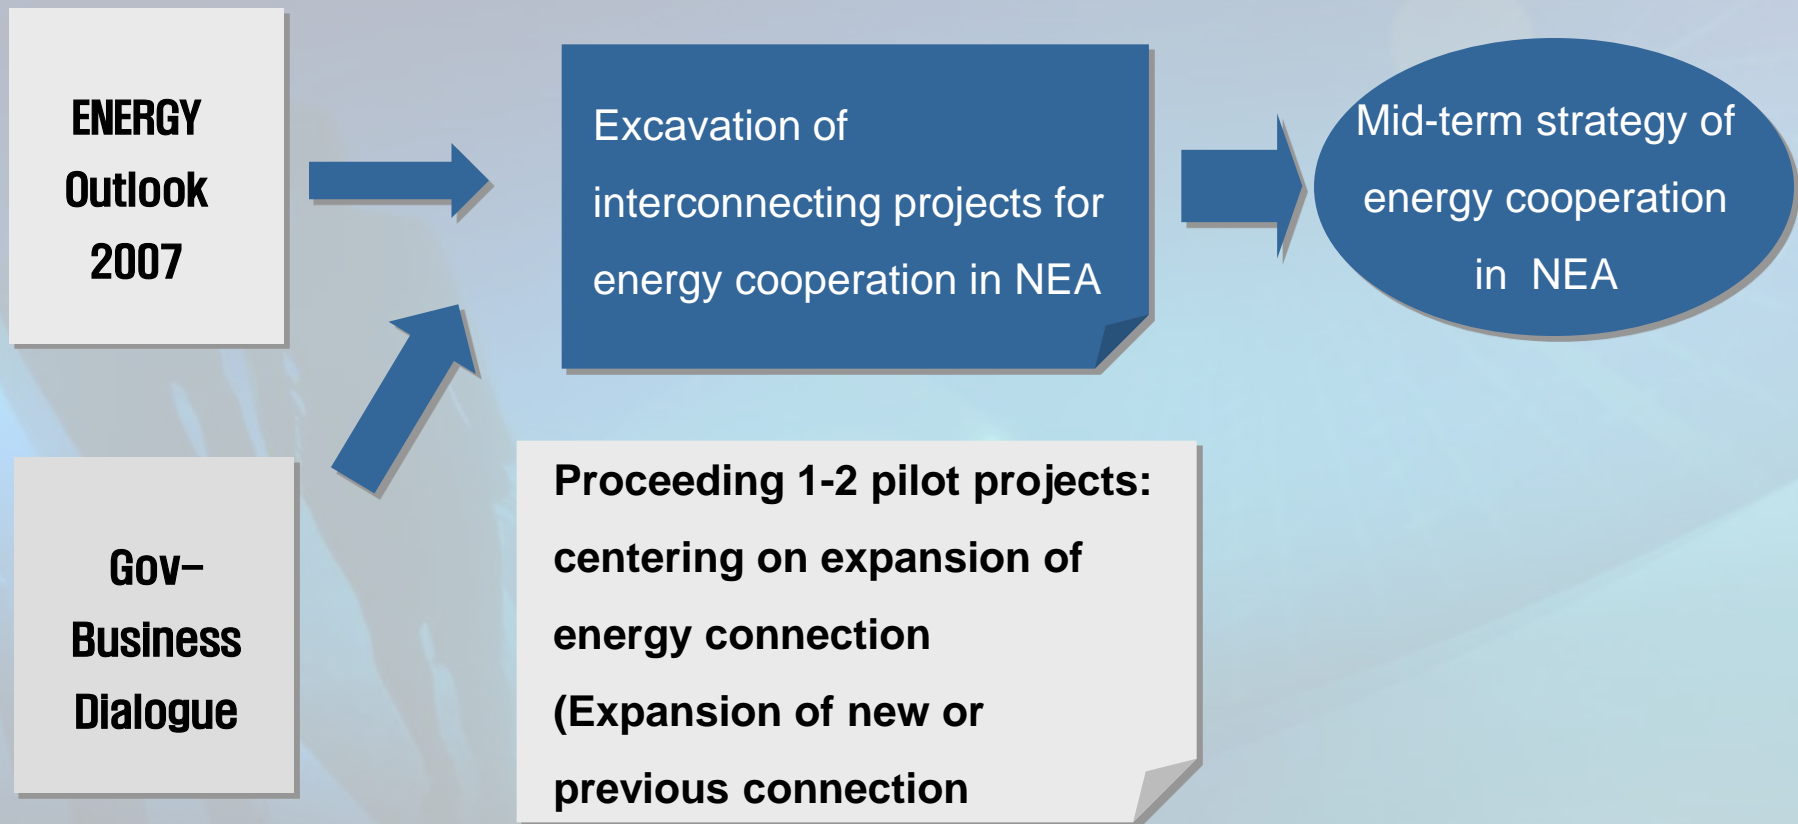 ENERGY
Outlook
2007
Excavation of
interconnecting projects for
energy cooperation in NEA
Mid-term strategy of
energy cooperation
in NEA
Gov-
Business
Dialogue
Proceeding 1-2 pilot projects:
centering on expansion of
energy connection
(Expansion of new or
previous connection